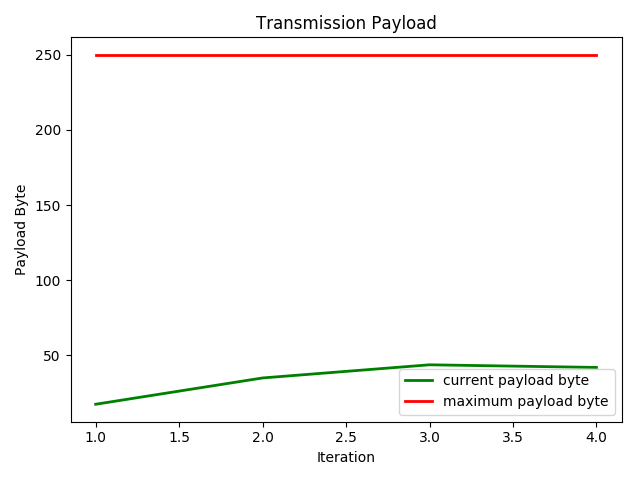 Transmission Payload
Payload Byte
250
200
150
100
50
1.0 1.5 2.0 2.5 3.0 3.5 4.0
Iteration
current payload byte
maximum payload byte